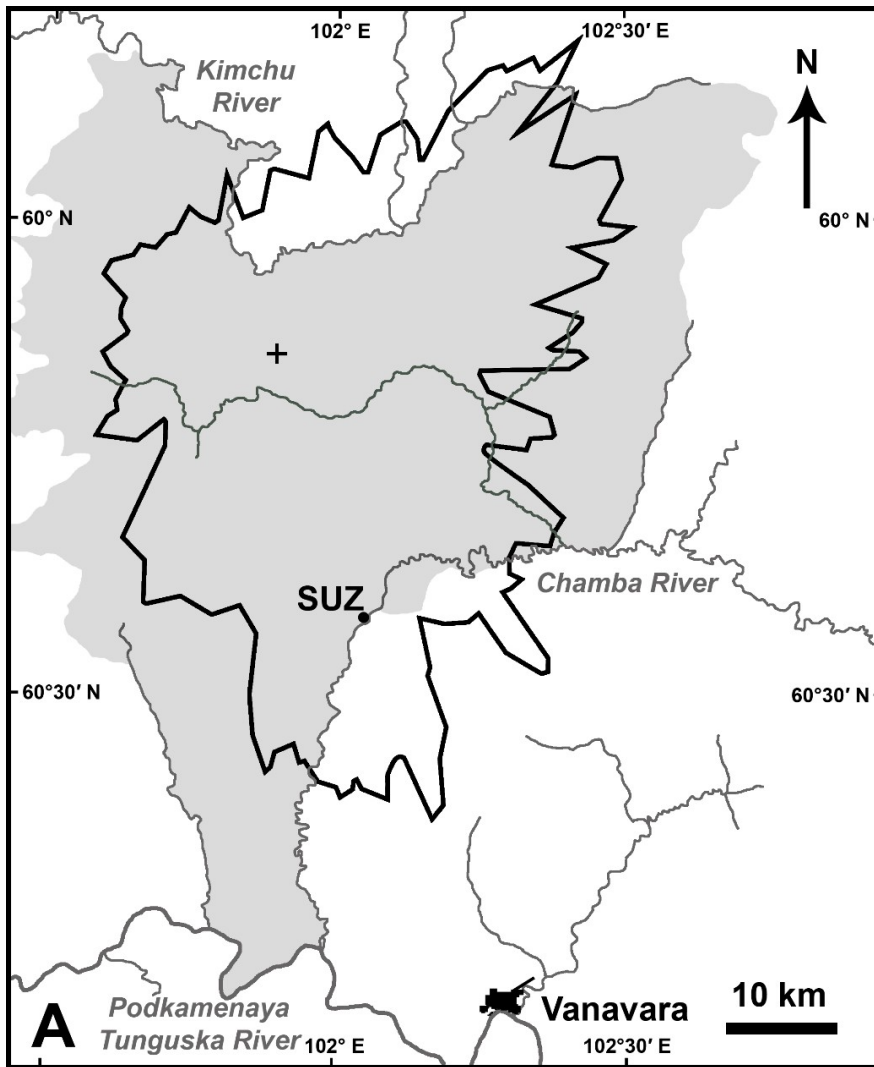 102° E
102°30′ E
Kimchu
River
N
60° N
60° N
SUZ
Chamba River
60°30′ N
60°30′ N
A
Podkamenaya
Tunguska River
Vanavara
10 km
102° E
102°30′ E